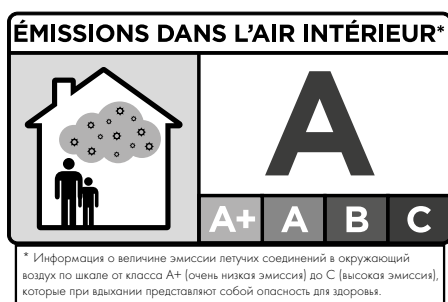 ÉMISSIONS DANS L'AIR INTÉRIEUR*
A
A+ A B C
* Информация о величине эмиссии летучих соединений в окружающий
воздух по шкале от класса A+ (очень низкая эмиссия) до C (высокая эмиссия),
которые при вдыхании представляют собой опасность для здоровья.